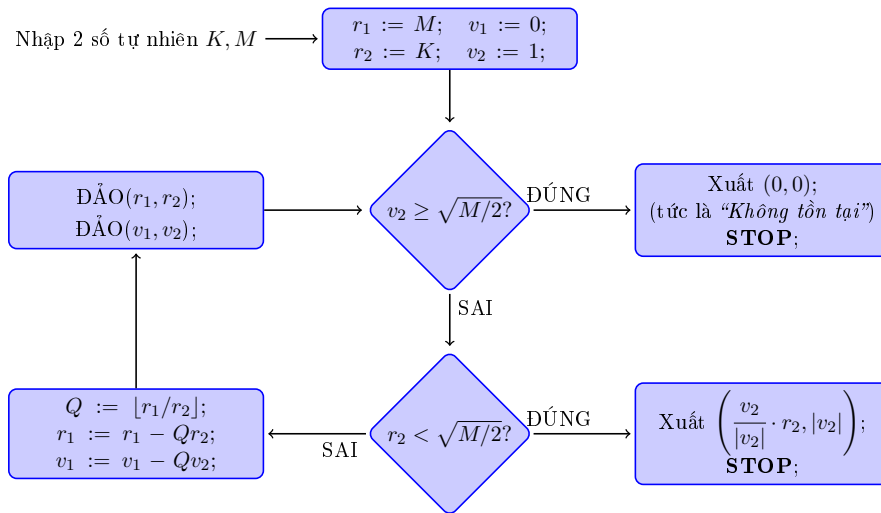 Nhập 2 số tự nhiên K, M
r₁ := M; v₁ := 0;
r₂ := K; v₂ := 1;
ĐẢO(r₁, r₂);
ĐẢO(v₁, v₂);
v₂ ≥ √(M/2)?
ĐÚNG
Xuất (0, 0);
(tức là “Không tồn tại”)
STOP;
SAI
Q := ⌊r₁/r₂⌋;
r₁ := r₁ − Qr₂;
v₁ := v₁ − Qv₂;
SAI
r₂ < √(M/2)?
ĐÚNG
Xuất (v₂/|v₂| · r₂, |v₂|);
STOP;